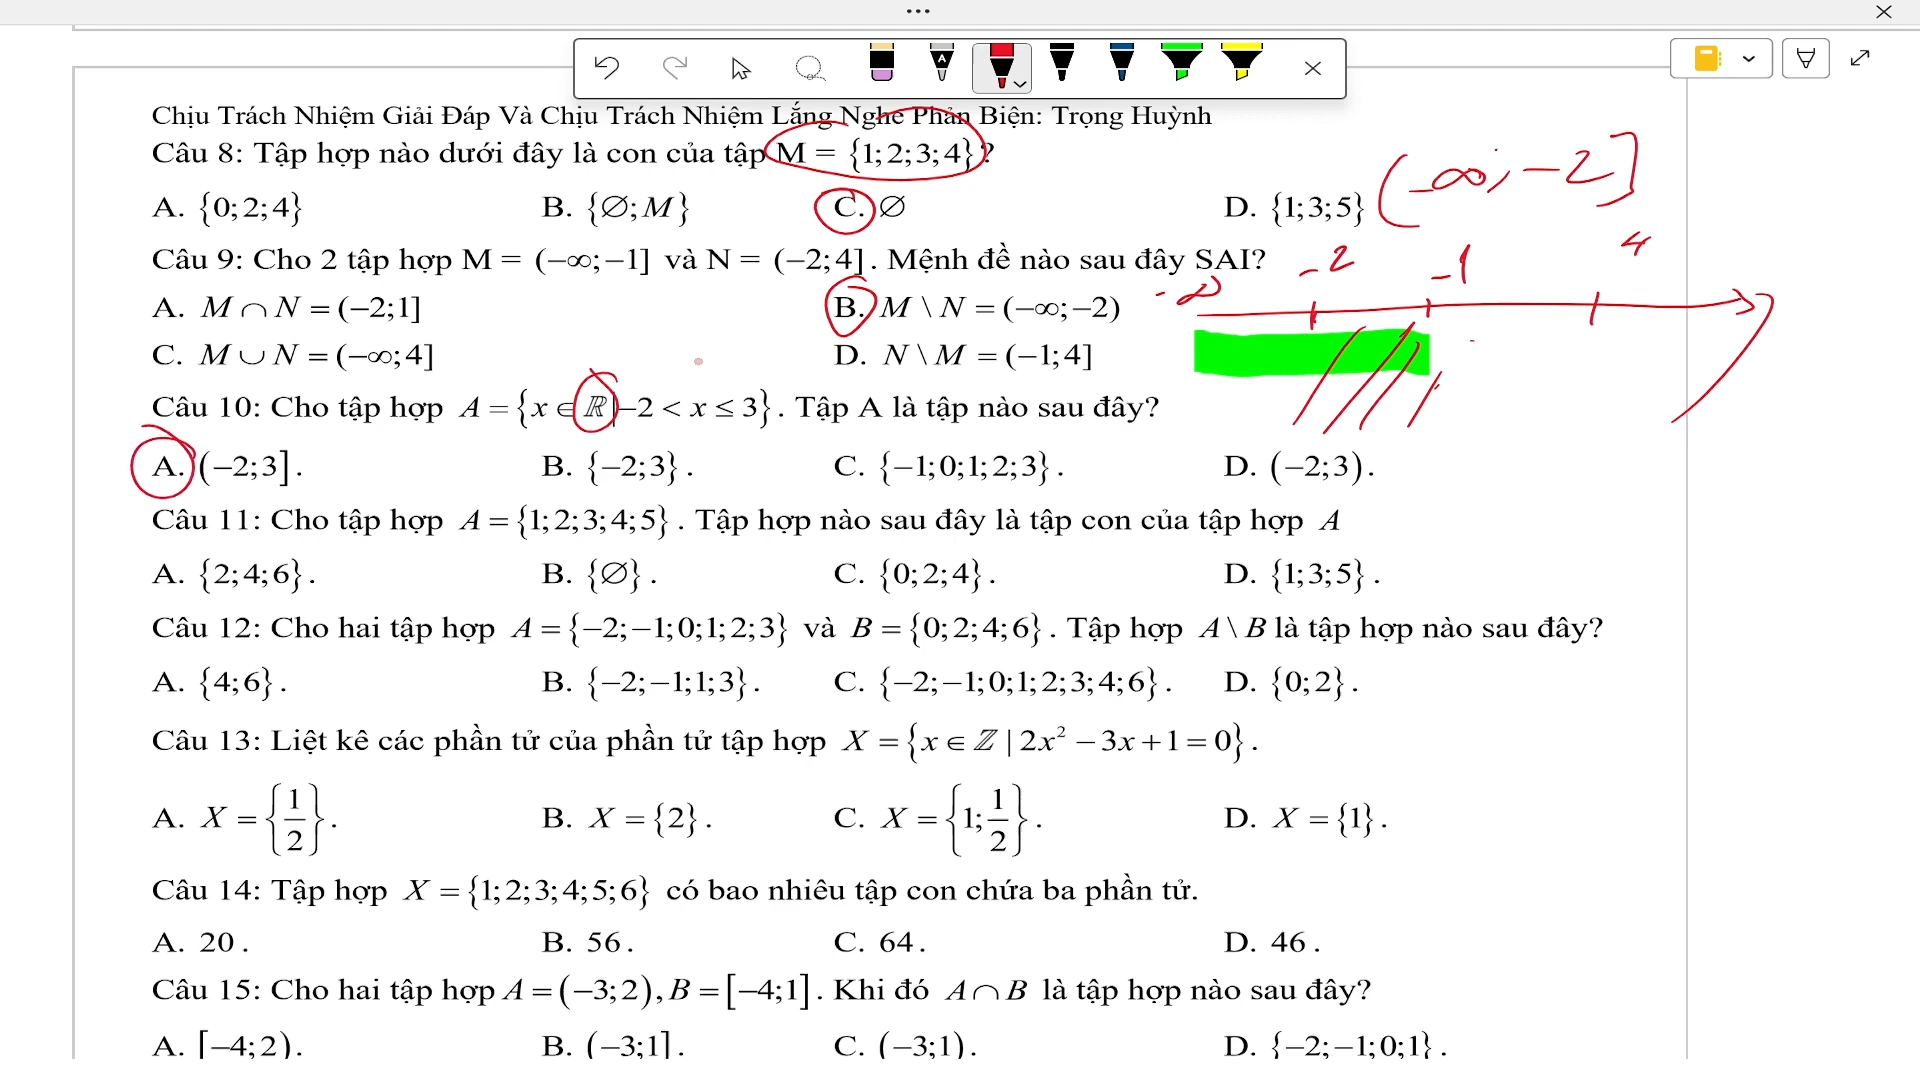 Chịu Trách Nhiệm Giải Đáp Và Chịu Trách Nhiệm Lắng Nghe Phản Biện: Trọng Huỳnh
Câu 8: Tập hợp nào dưới đây là con của tập M = {1;2;3;4}?
A. {0;2;4} B. {∅;M} C. ∅ D. {1;3;5}
(-∞; -2]
Câu 9: Cho 2 tập hợp M = (−∞;−1] và N = (−2;4]. Mệnh đề nào sau đây SAI?
-∞ -2 -1 4
A. M ∩ N = (−2;1] B. M \ N = (−∞;−2)
C. M ∪ N = (−∞;4] D. N \ M = (−1;4]
Câu 10: Cho tập hợp A = {x ∈ ℝ|−2 < x ≤ 3}. Tập A là tập nào sau đây?
A. (−2;3]. B. {−2;3}. C. {−1;0;1;2;3}. D. (−2;3).
Câu 11: Cho tập hợp A = {1;2;3;4;5}. Tập hợp nào sau đây là tập con của tập hợp A
A. {2;4;6}. B. {∅}. C. {0;2;4}. D. {1;3;5}.
Câu 12: Cho hai tập hợp A = {−2;−1;0;1;2;3} và B = {0;2;4;6}. Tập hợp A \ B là tập hợp nào sau đây?
A. {4;6}. B. {−2;−1;1;3}. C. {−2;−1;0;1;2;3;4;6}. D. {0;2}.
Câu 13: Liệt kê các phần tử của phần tử tập hợp X = {x ∈ ℤ | 2x² − 3x + 1 = 0}.
A. X = {1/2}. B. X = {2}. C. X = {1; 1/2}. D. X = {1}.
Câu 14: Tập hợp X = {1;2;3;4;5;6} có bao nhiêu tập con chứa ba phần tử.
A. 20. B. 56. C. 64. D. 46.
Câu 15: Cho hai tập hợp A = (−3;2), B = [−4;1]. Khi đó A ∩ B là tập hợp nào sau đây?
A. [−4;2). B. (−3;1]. C. (−3;1). D. {−2;−1;0;1}.